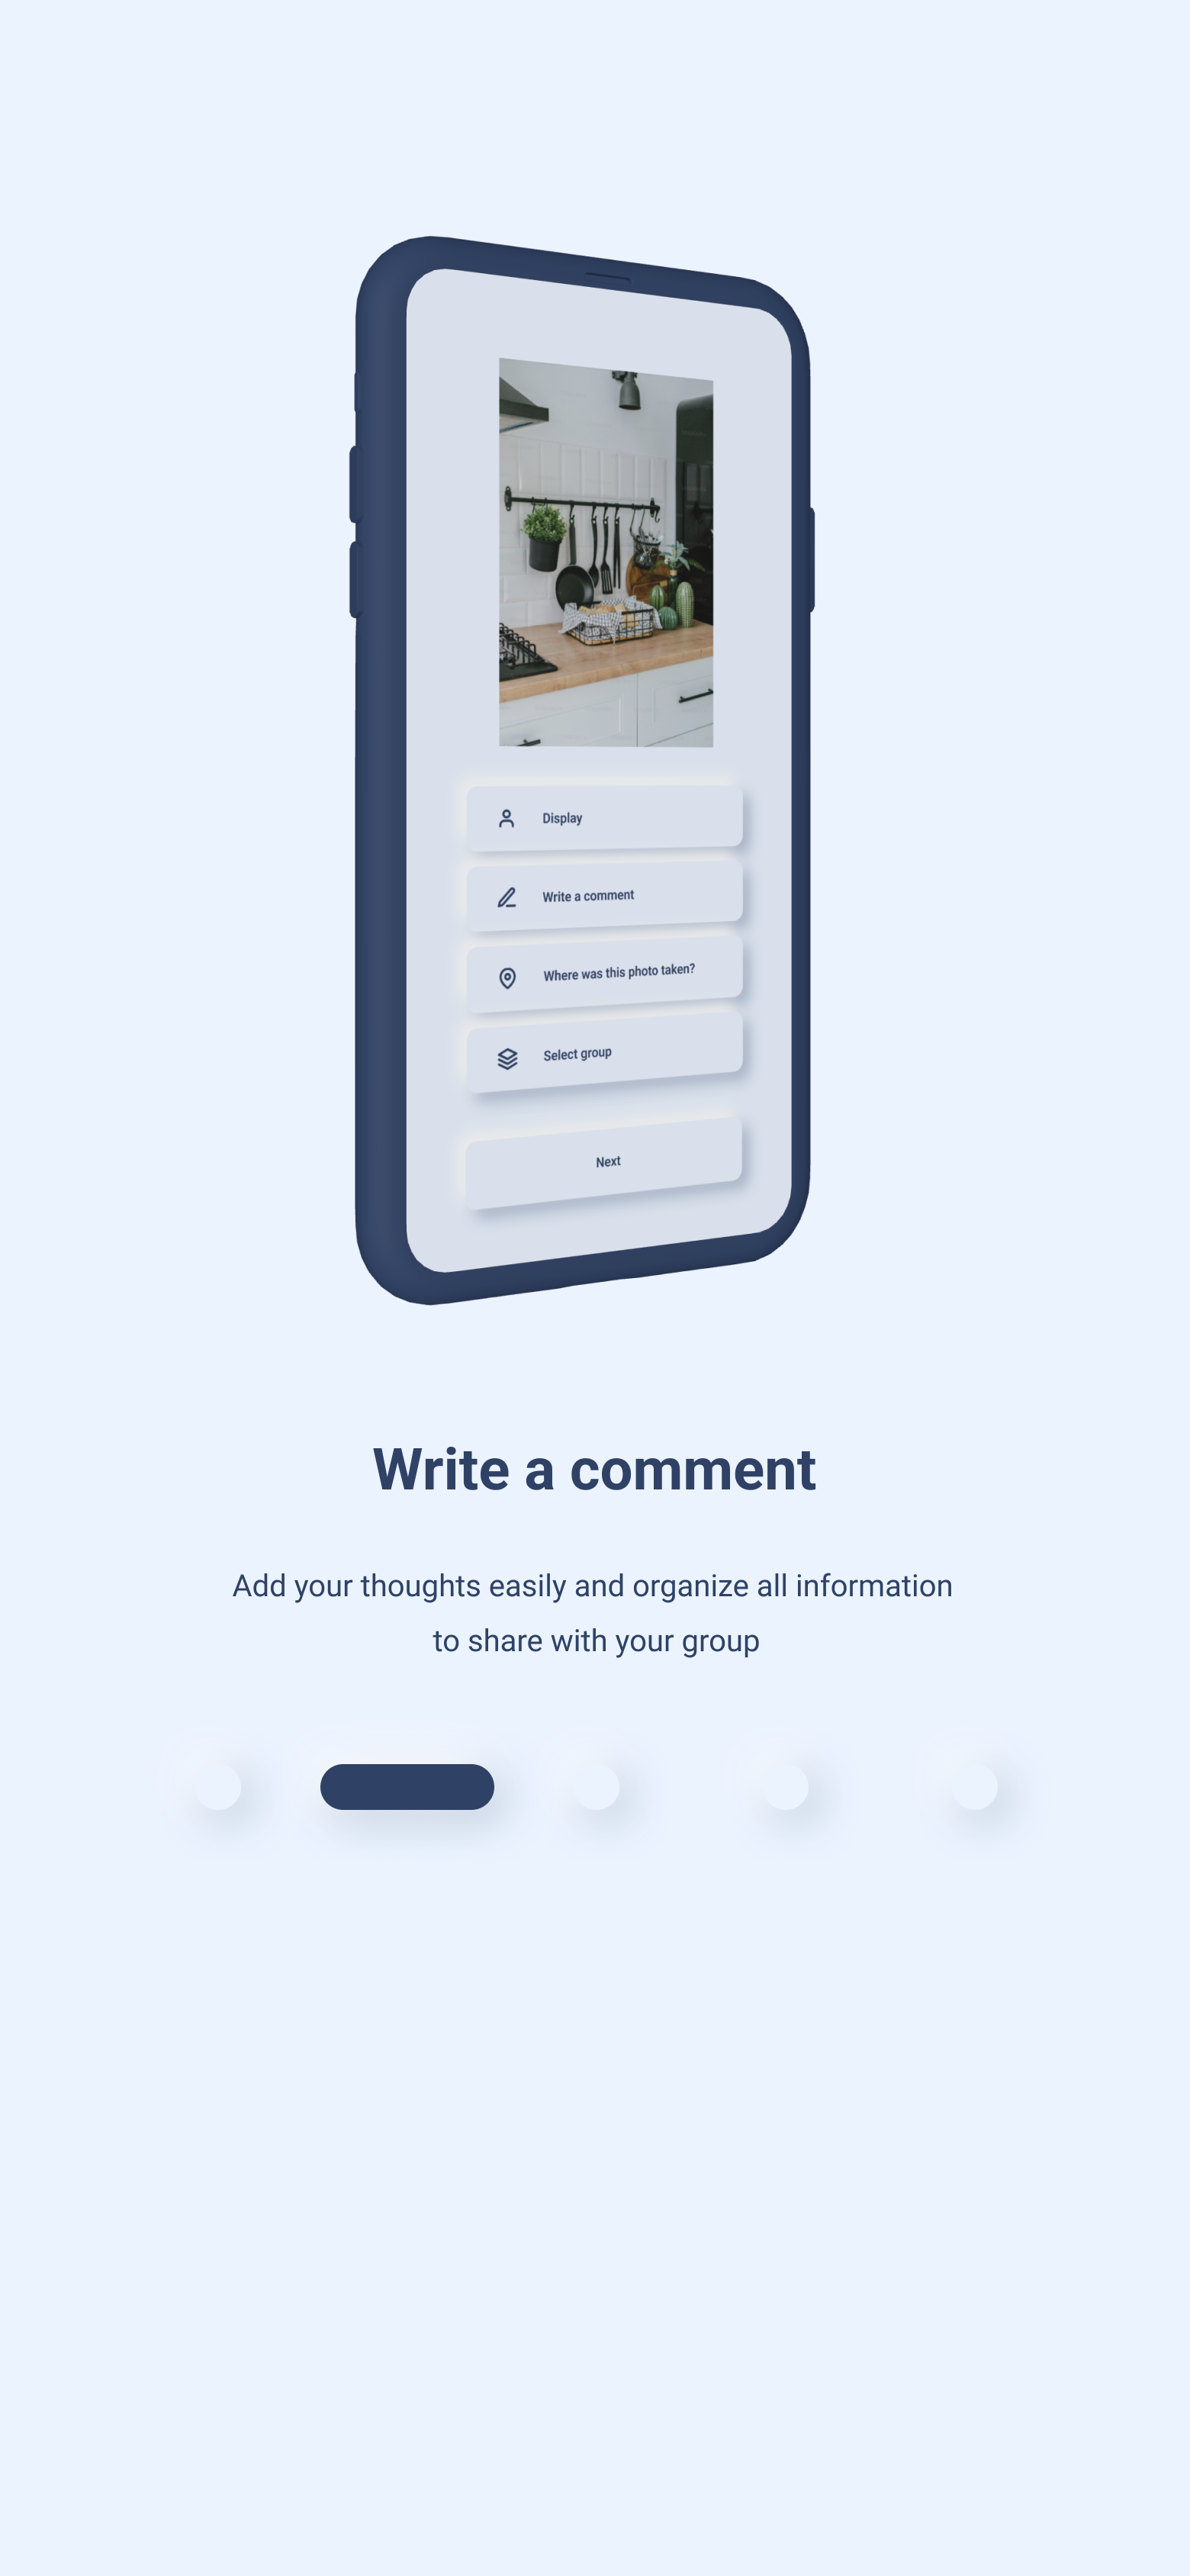 Display
Write a comment
Where was this photo taken?
Select group
Next
Write a comment
Add your thoughts easily and organize all information
to share with your group